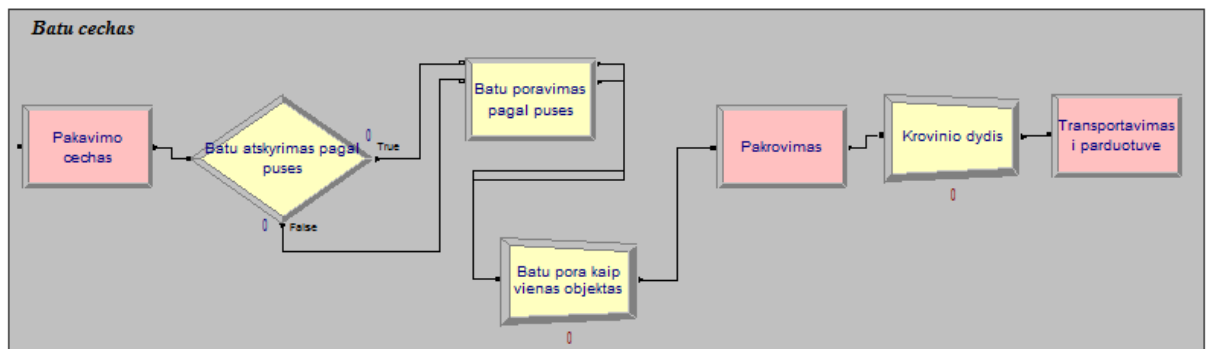 Batu cechas
Pakavimo
cechas
Batu atskyrimas pagal
puses
0
True
0
False
Batu poravimas
pagal puses
Batu pora kaip
vienas objektas
0
Pakrovimas
Krovinio dydis
0
Transportavimas
i parduotuve